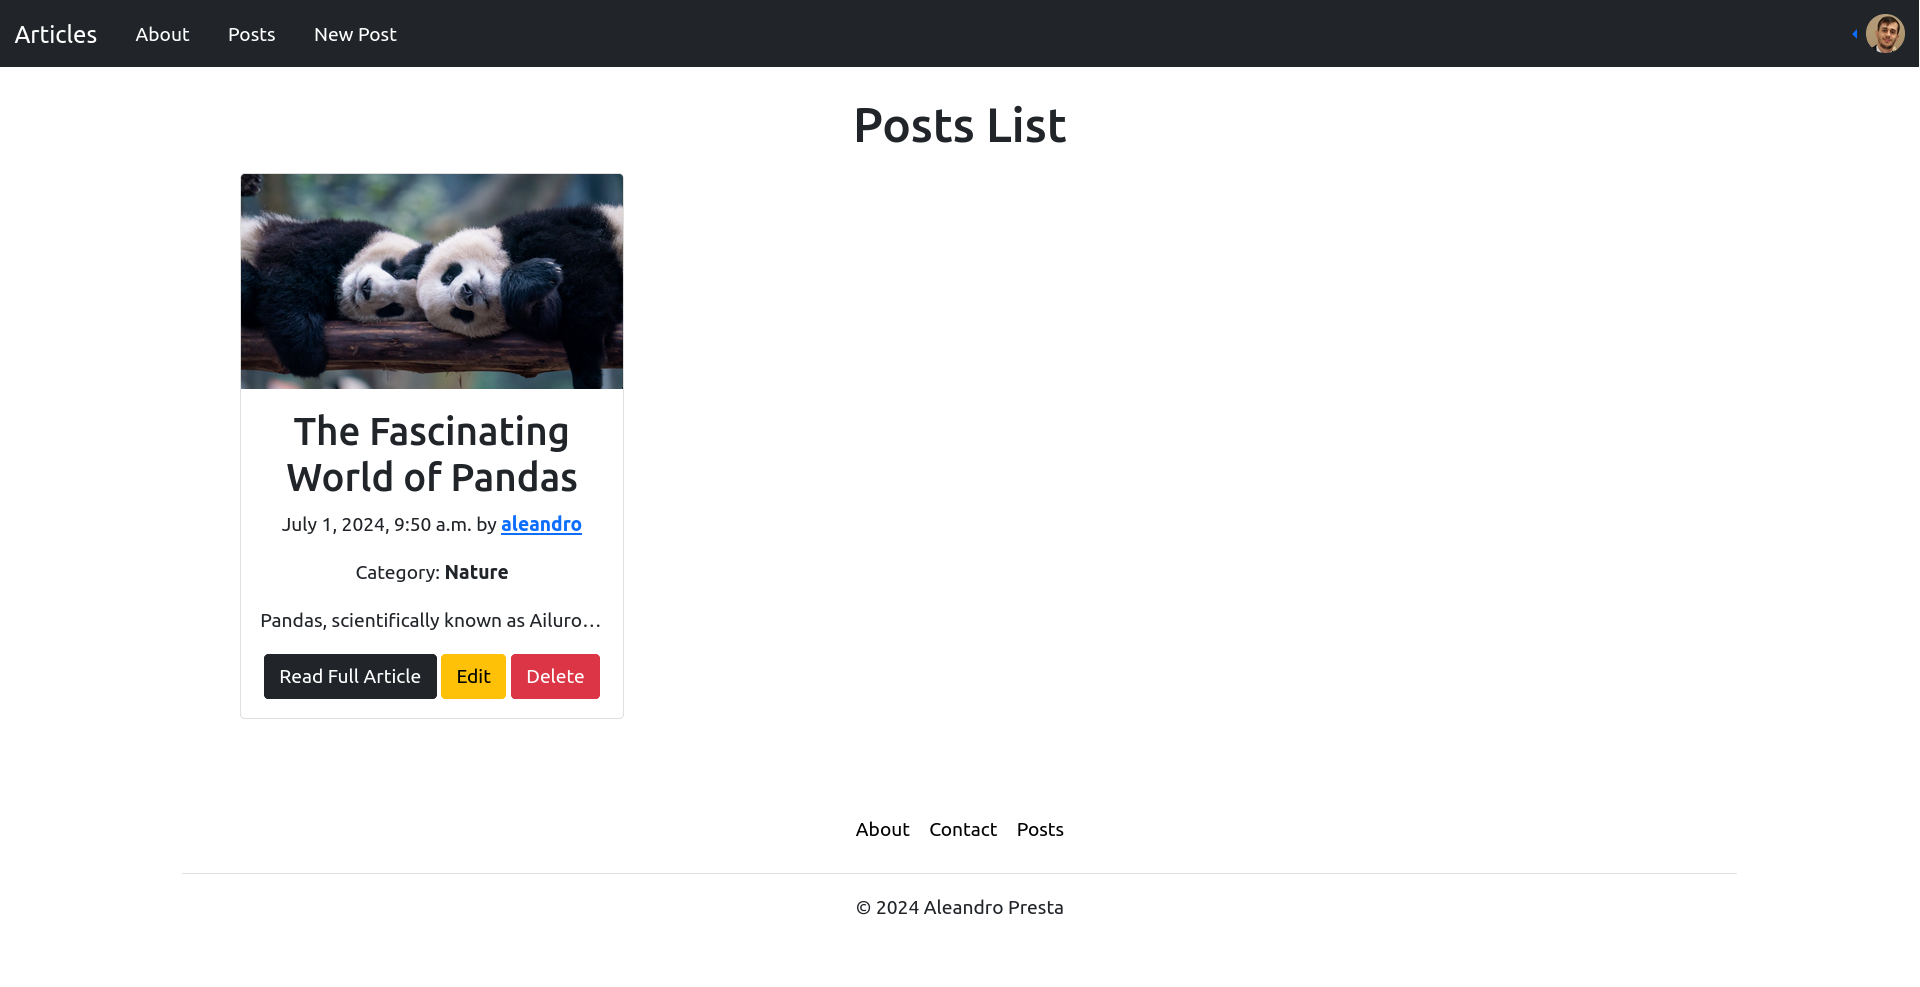 Articles About Posts New Post
Posts List
The Fascinating
World of Pandas
July 1, 2024, 9:50 a.m. by aleandro
Category: Nature
Pandas, scientifically known as Ailuro…
Read Full Article Edit Delete
About Contact Posts
© 2024 Aleandro Presta